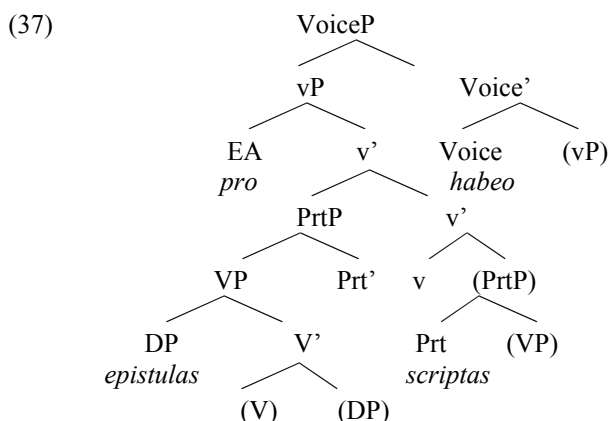 (37) VoiceP
vP Voice’
EA v’ Voice (vP)
pro habeo
PrtP v’
VP Prt’ v (PrtP)
DP V’ Prt (VP)
epistulas scriptas
(V) (DP)